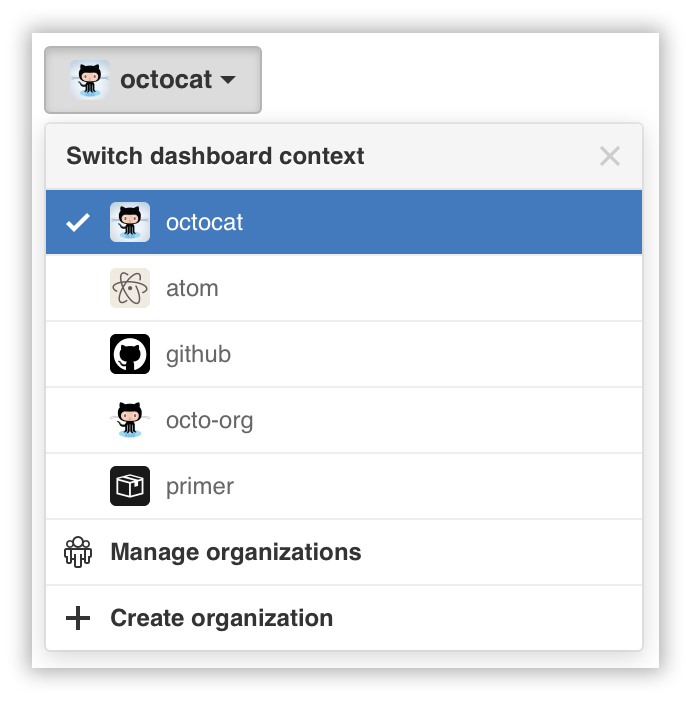 octocat
Switch dashboard context
octocat
atom
github
octo-org
primer
Manage organizations
Create organization